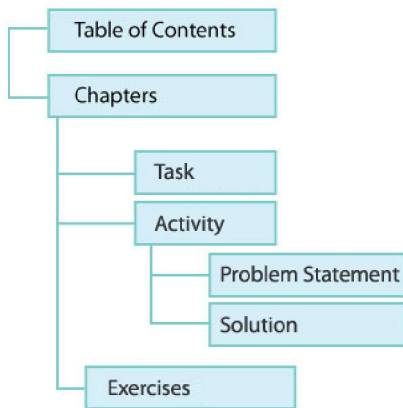 Table of Contents
Chapters
Task
Activity
Problem Statement
Solution
Exercises